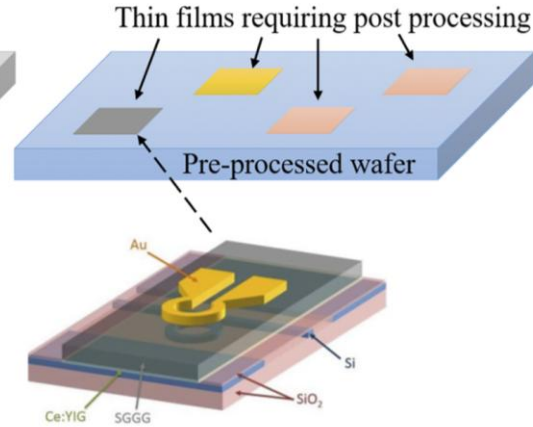 Thin films requiring post processing
Pre-processed wafer
Au
Si
SiO₂
Ce:YIG
SGGG